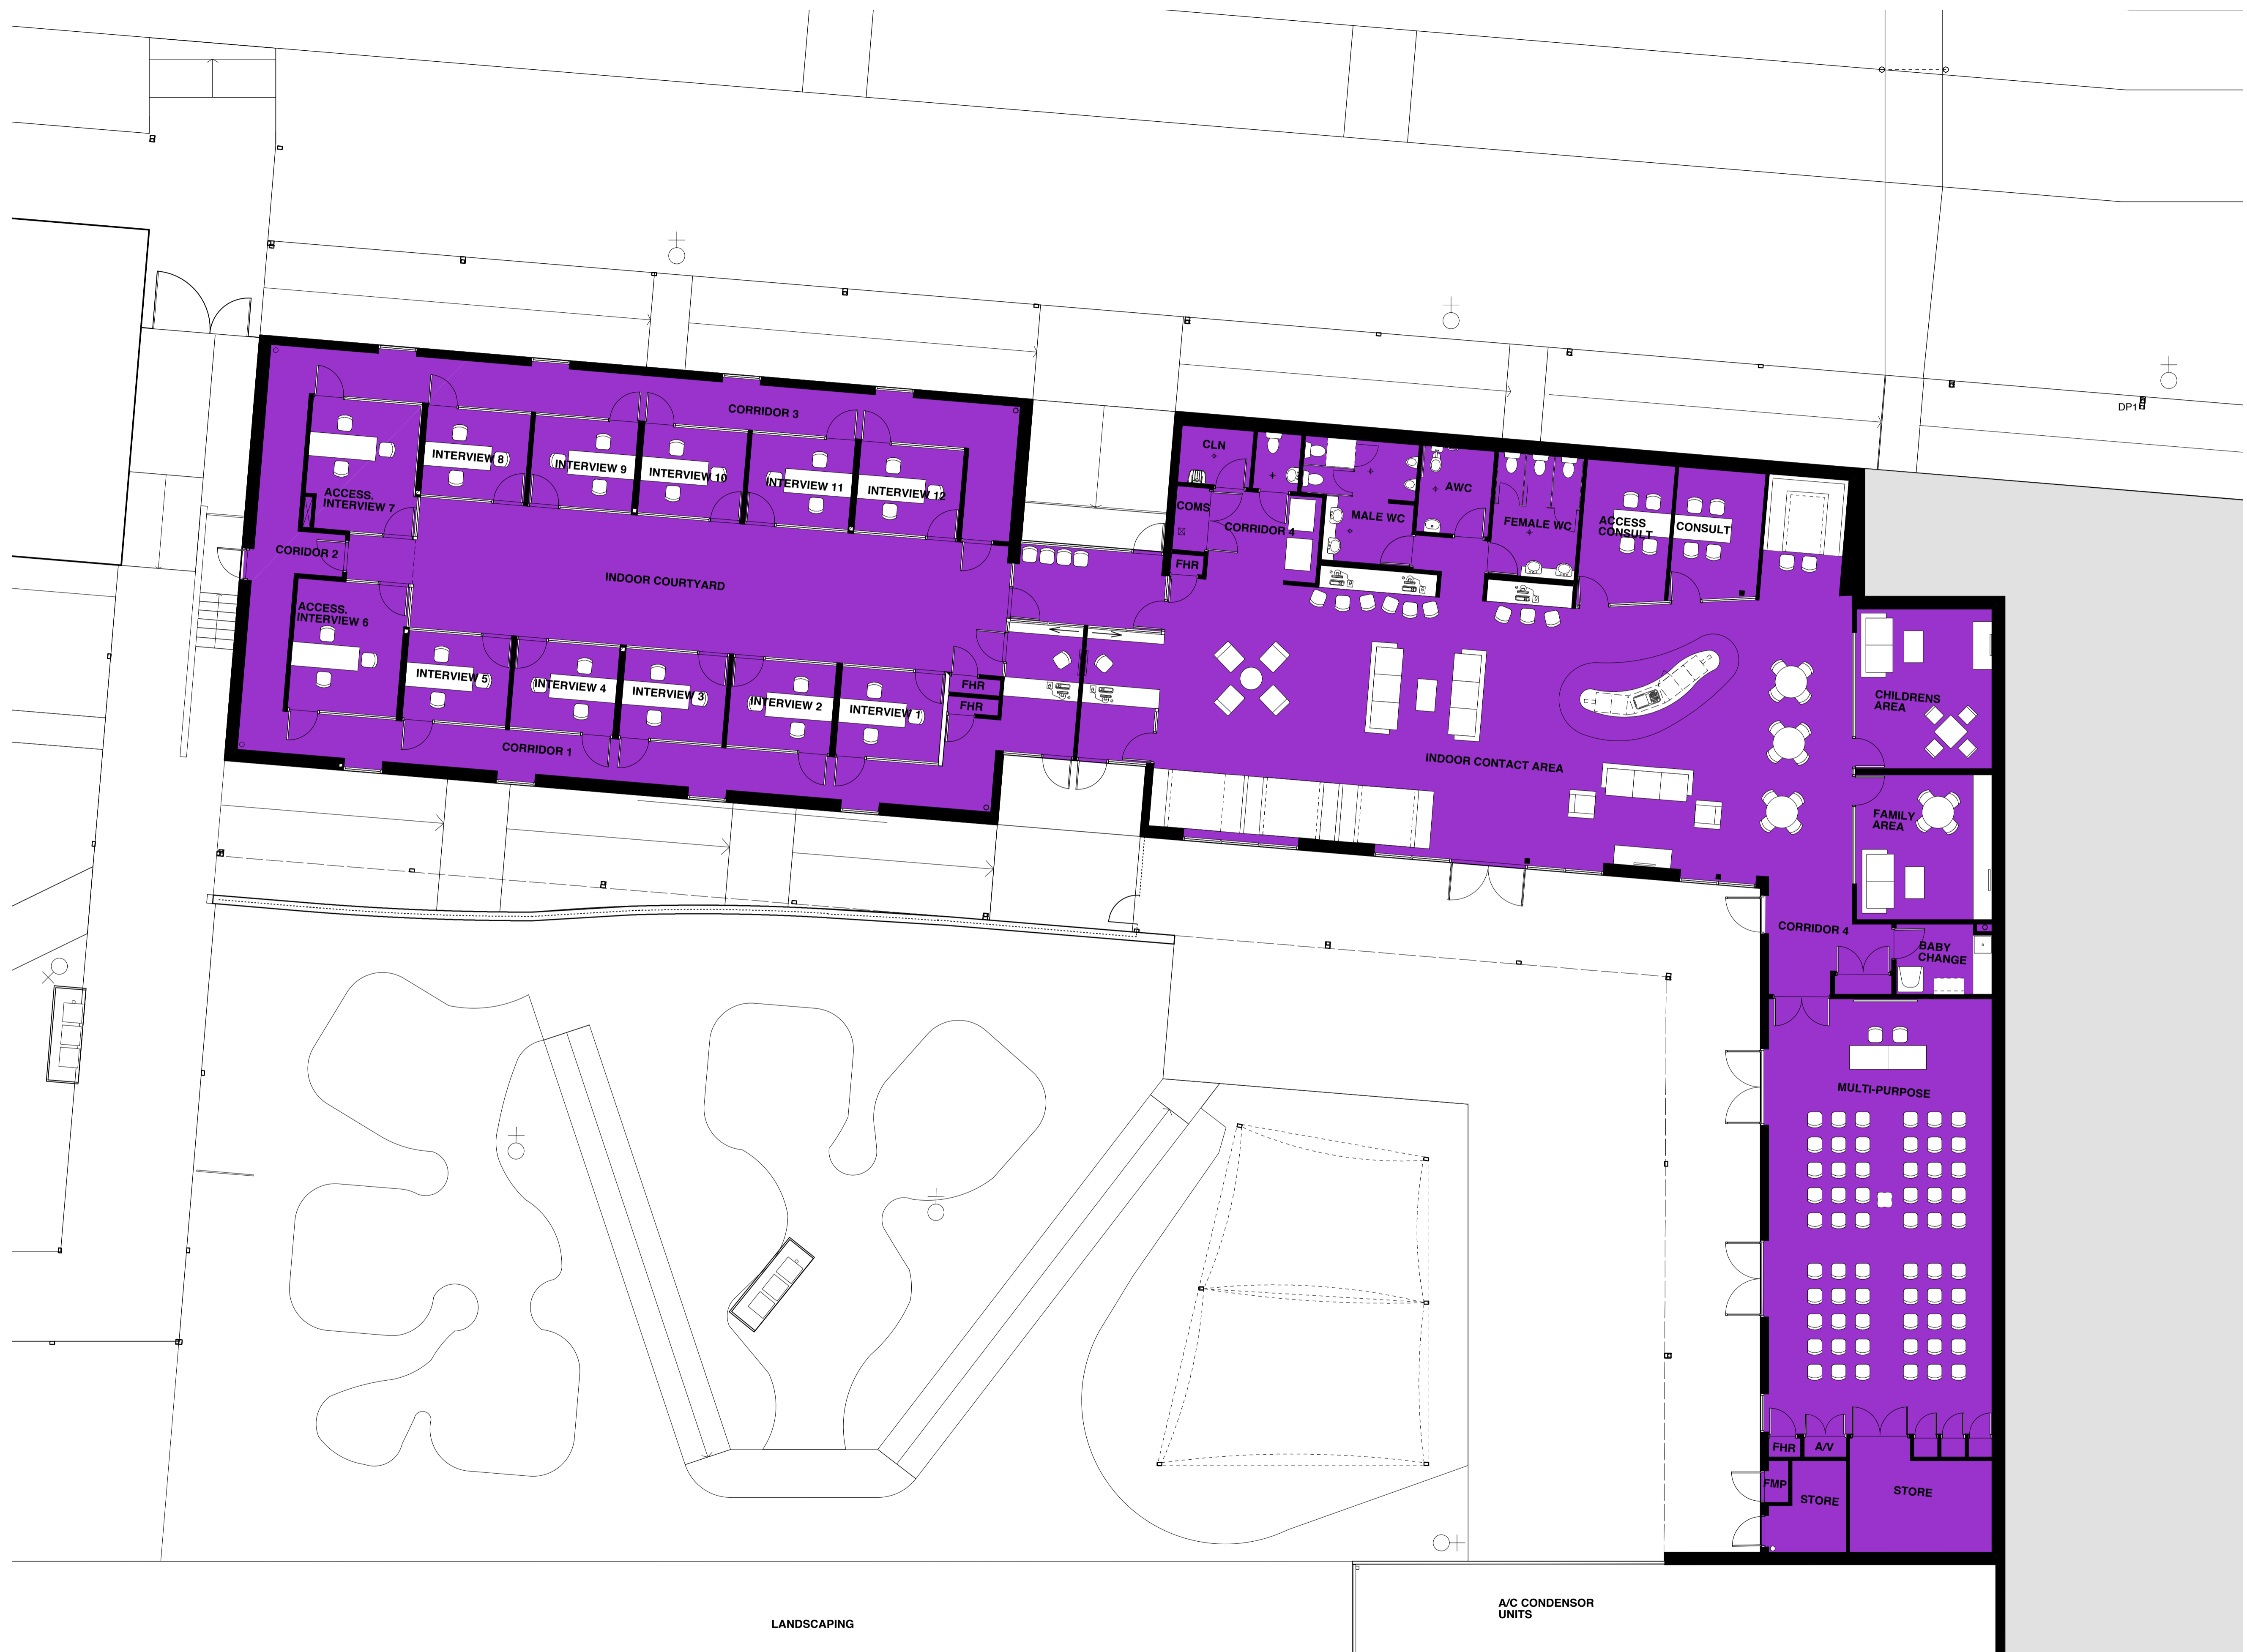 DP1
CORRIDOR 3
CLN
INTERVIEW 8
INTERVIEW 9
INTERVIEW 10
INTERVIEW 11
INTERVIEW 12
ACCESS.
INTERVIEW 7
AWC
COMS
CORRIDOR 4
MALE WC
FEMALE WC
ACCESS
CONSULT
CONSULT
CORIDOR 2
INDOOR COURTYARD
FHR
ACCESS.
INTERVIEW 6
INTERVIEW 5
INTERVIEW 4
INTERVIEW 3
INTERVIEW 2
INTERVIEW 1
FHR
FHR
CHILDRENS
AREA
CORRIDOR 1
INDOOR CONTACT AREA
FAMILY
AREA
CORRIDOR 4
BABY
CHANGE
MULTI-PURPOSE
FHR
A/V
FMP
STORE
STORE
A/C CONDENSOR
UNITS
LANDSCAPING